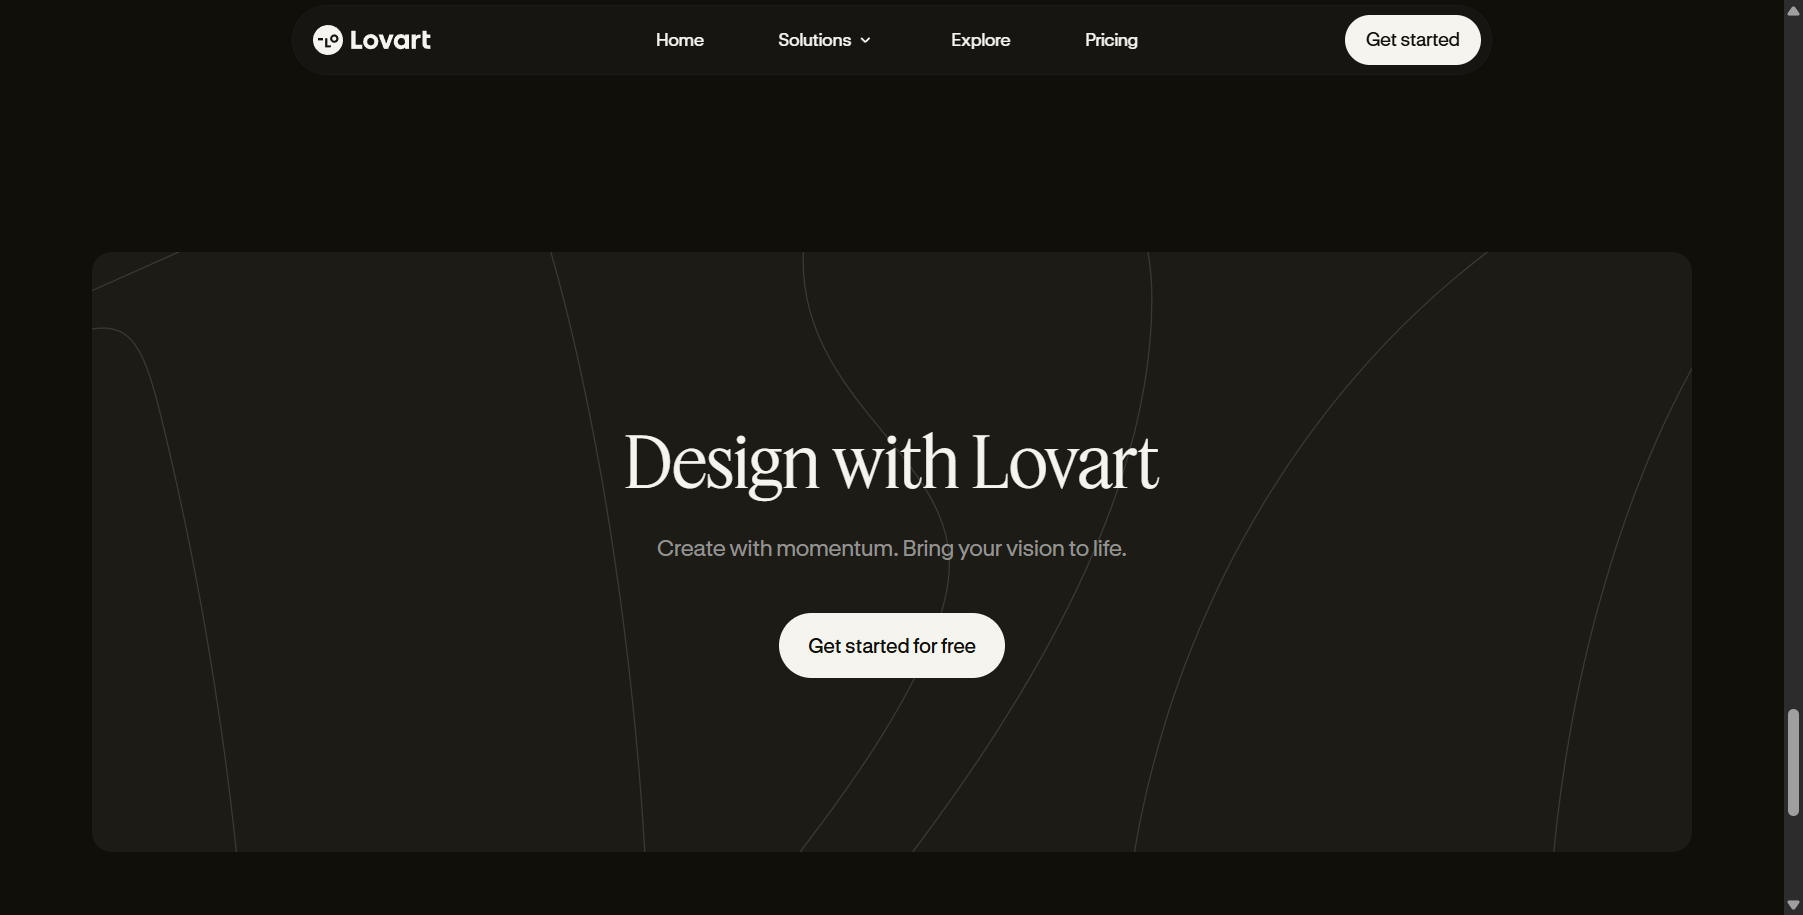 Lovart
Home
Solutions
Explore
Pricing
Get started
Design with Lovart
Create with momentum. Bring your vision to life.
Get started for free